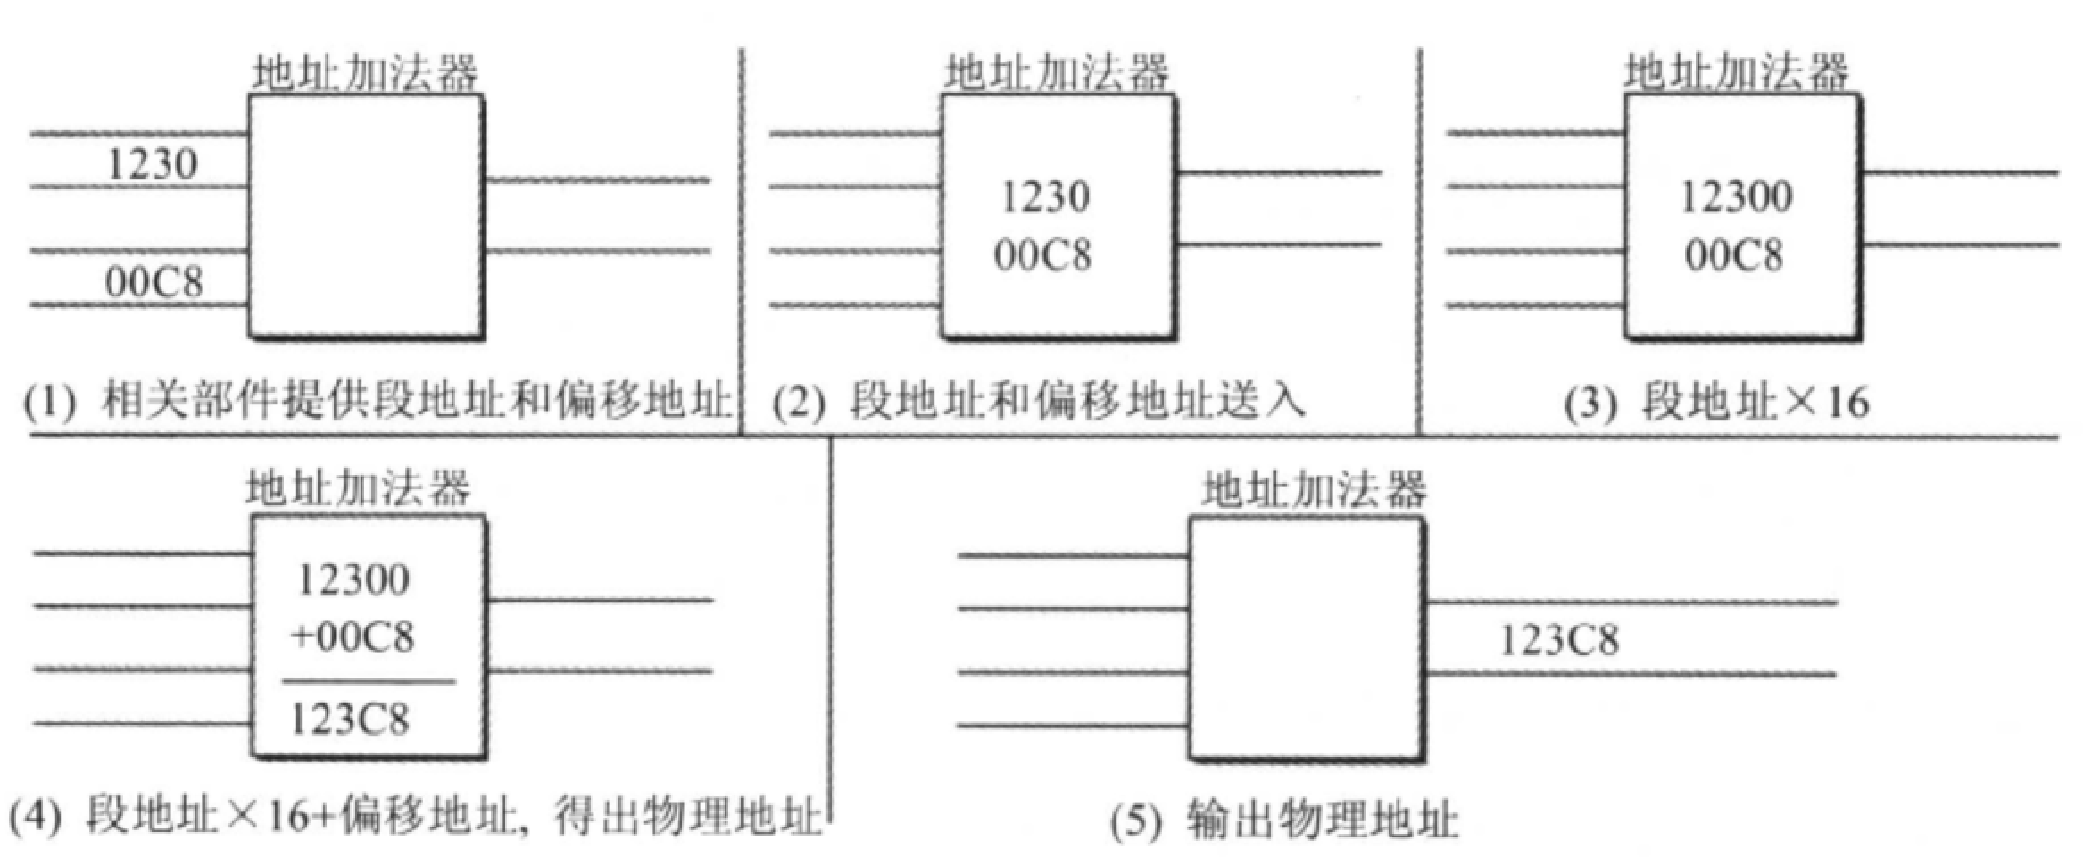 地址加法器
1230
00C8
(1) 相关部件提供段地址和偏移地址
地址加法器
1230
00C8
(2) 段地址和偏移地址送入
地址加法器
12300
00C8
(3) 段地址×16
地址加法器
12300
+00C8
123C8
(4) 段地址×16+偏移地址, 得出物理地址
地址加法器
123C8
(5) 输出物理地址